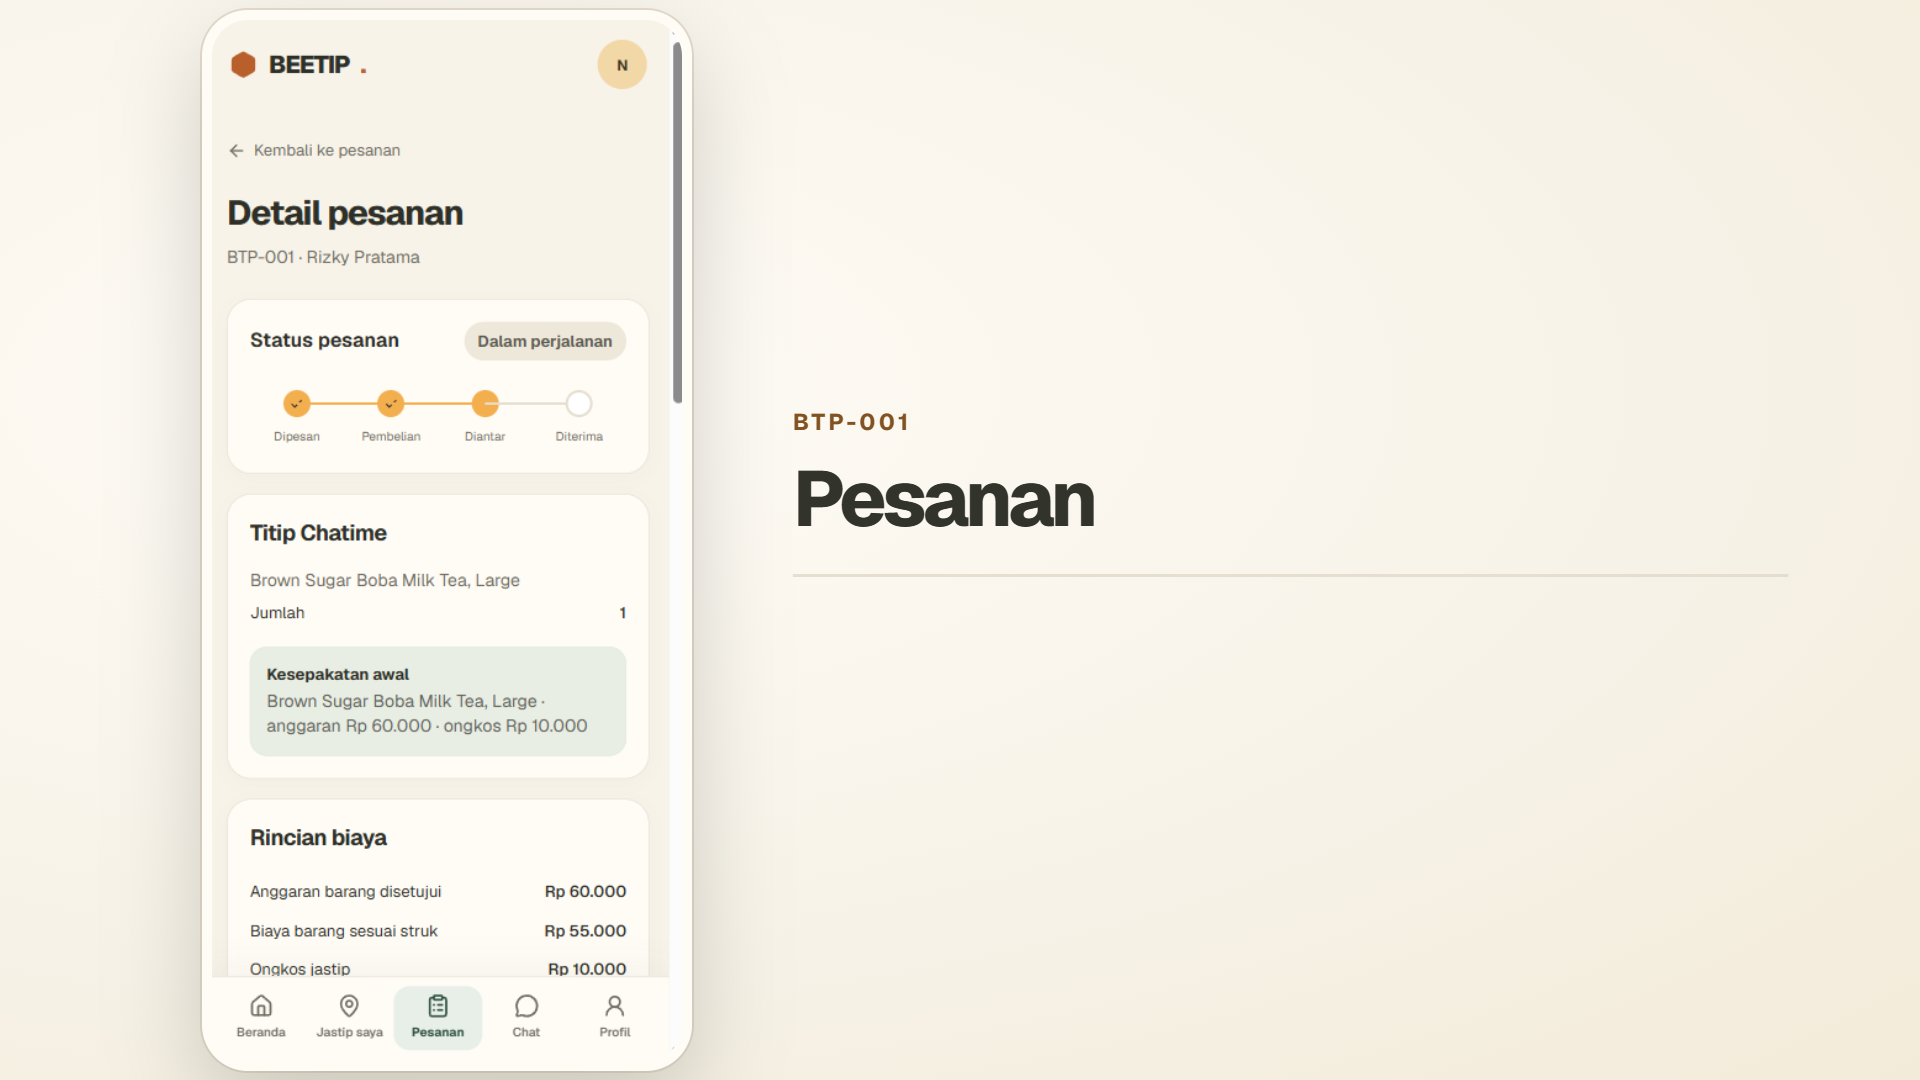 BEETIP .
N
Kembali ke pesanan
Detail pesanan
BTP-001 · Rizky Pratama
Status pesanan
Dalam perjalanan
Dipesan
Pembelian
Diantar
Diterima
Titip Chatime
Brown Sugar Boba Milk Tea, Large
Jumlah 1
Kesepakatan awal
Brown Sugar Boba Milk Tea, Large ·
anggaran Rp 60.000 · ongkos Rp 10.000
Rincian biaya
Anggaran barang disetujui Rp 60.000
Biaya barang sesuai struk Rp 55.000
Ongkos jastip Rp 10.000
Beranda
Jastip saya
Pesanan
Chat
Profil
BTP-001
Pesanan